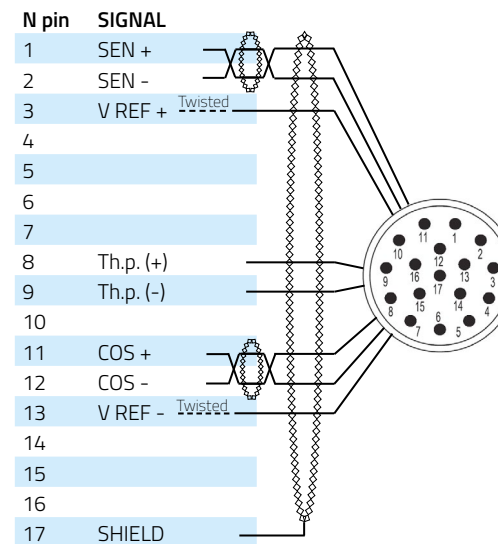 N pin SIGNAL
1 SEN +
2 SEN -
3 V REF + Twisted
4
5
6
7
8 Th.p. (+)
9 Th.p. (-)
10
11 COS +
12 COS -
13 V REF - Twisted
14
15
16
17 SHIELD
11 1
10 12 2
9 16 17 13 3
8 15 14 4
7 6 5